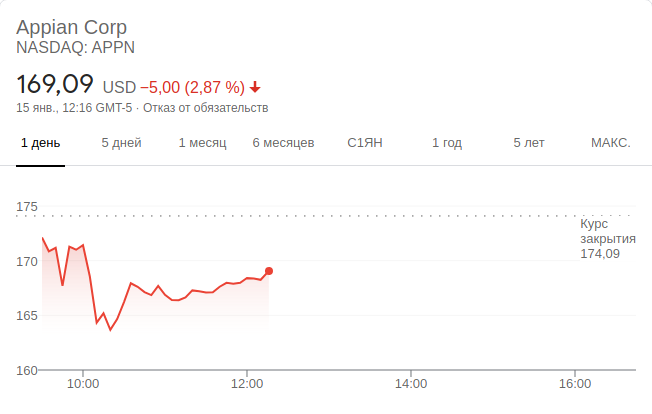 Appian Corp
NASDAQ: APPN
169,09 USD −5,00 (2,87 %)
15 янв., 12:16 GMT-5 · Отказ от обязательств
1 день 5 дней 1 месяц 6 месяцев С1ЯН 1 год 5 лет МАКС.
175
Курс
закрытия
174,09
170
165
160
10:00 12:00 14:00 16:00